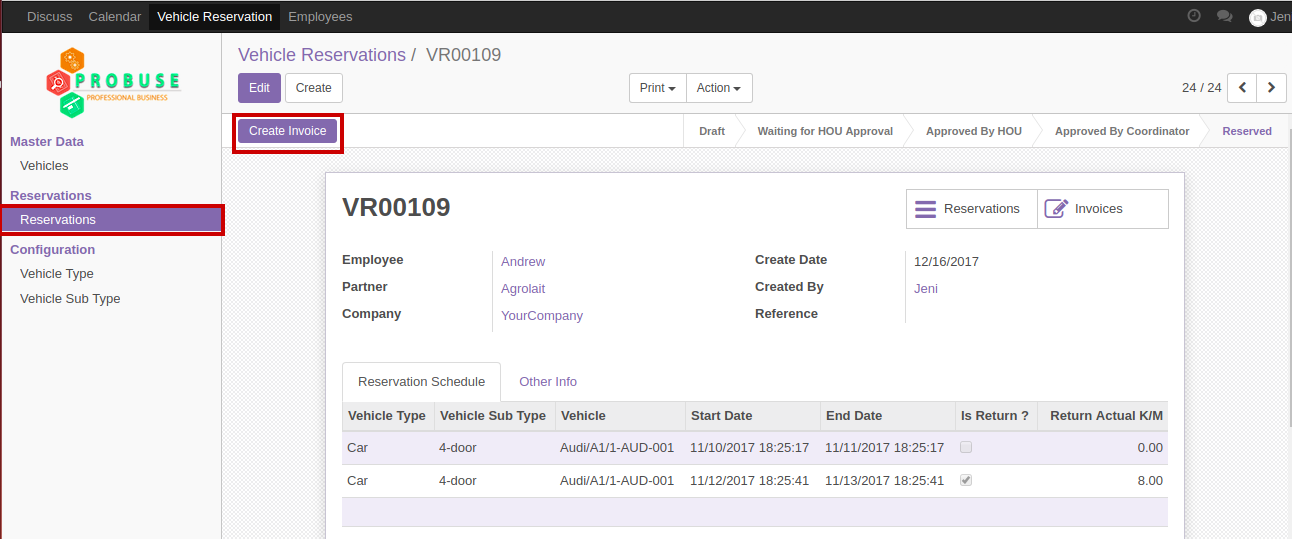 Discuss Calendar Vehicle Reservation Employees Jeni
PROBUSE
PROFESSIONAL BUSINESS
Master Data
Vehicles
Reservations
Reservations
Configuration
Vehicle Type
Vehicle Sub Type
Vehicle Reservations / VR00109
Edit Create Print Action 24 / 24
Create Invoice Draft Waiting for HOU Approval Approved By HOU Approved By Coordinator Reserved
VR00109 Reservations Invoices
Employee Andrew Create Date 12/16/2017
Partner Agrolait Created By Jeni
Company YourCompany Reference
Reservation Schedule Other Info
Vehicle Type Vehicle Sub Type Vehicle Start Date End Date Is Return ? Return Actual K/M
Car 4-door Audi/A1/1-AUD-001 11/10/2017 18:25:17 11/11/2017 18:25:17 0.00
Car 4-door Audi/A1/1-AUD-001 11/12/2017 18:25:41 11/13/2017 18:25:41 8.00